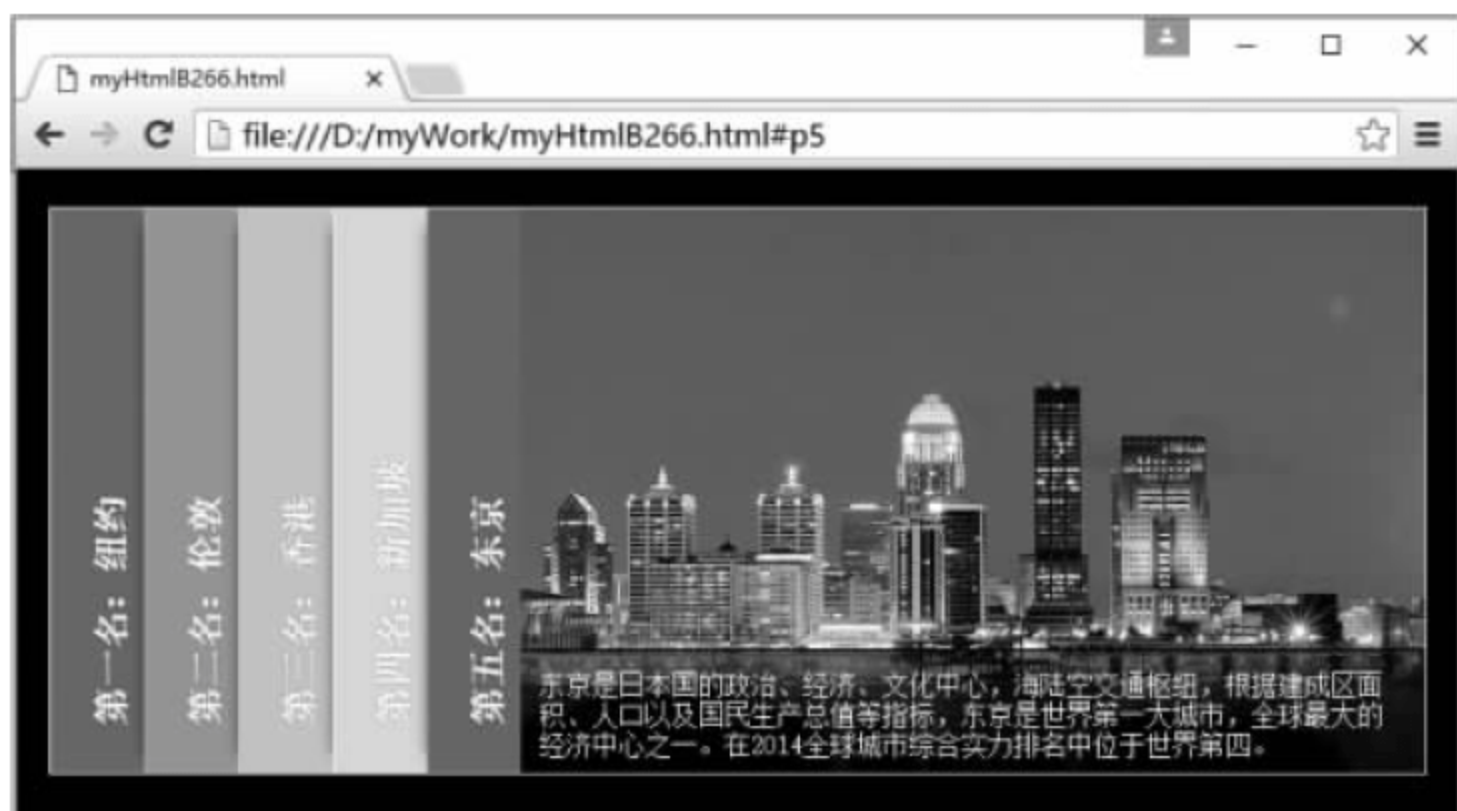 myHtmlB266.html
file:///D:/myWork/myHtmlB266.html#p5
第一名：纽约
第二名：伦敦
第三名：香港
第四名：新加坡
第五名：东京
东京是日本国的政治、经济、文化中心，海陆空交通枢纽，根据建成区面
积、人口以及国民生产总值等指标，东京是世界第一大城市，全球最大的
经济中心之一。在2014全球城市综合实力排名中位于世界第四。